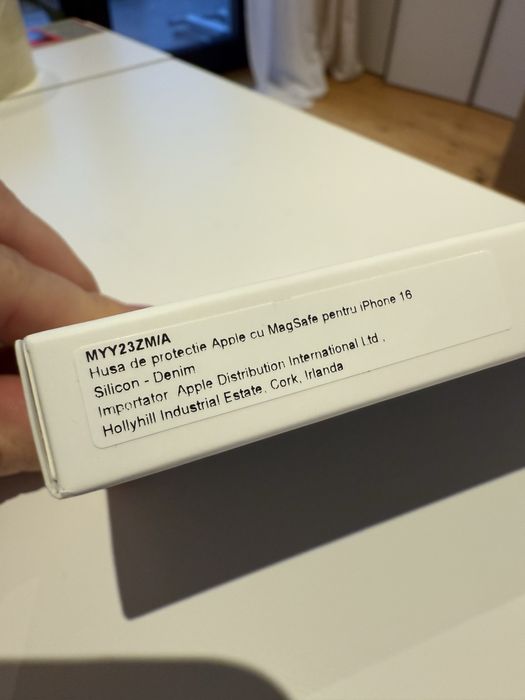 MYY23ZM/A
Husa de protectie Apple cu MagSafe pentru iPhone 16
Silicon - Denim
Importator Apple Distribution International Ltd.,
Hollyhill Industrial Estate, Cork, Irlanda